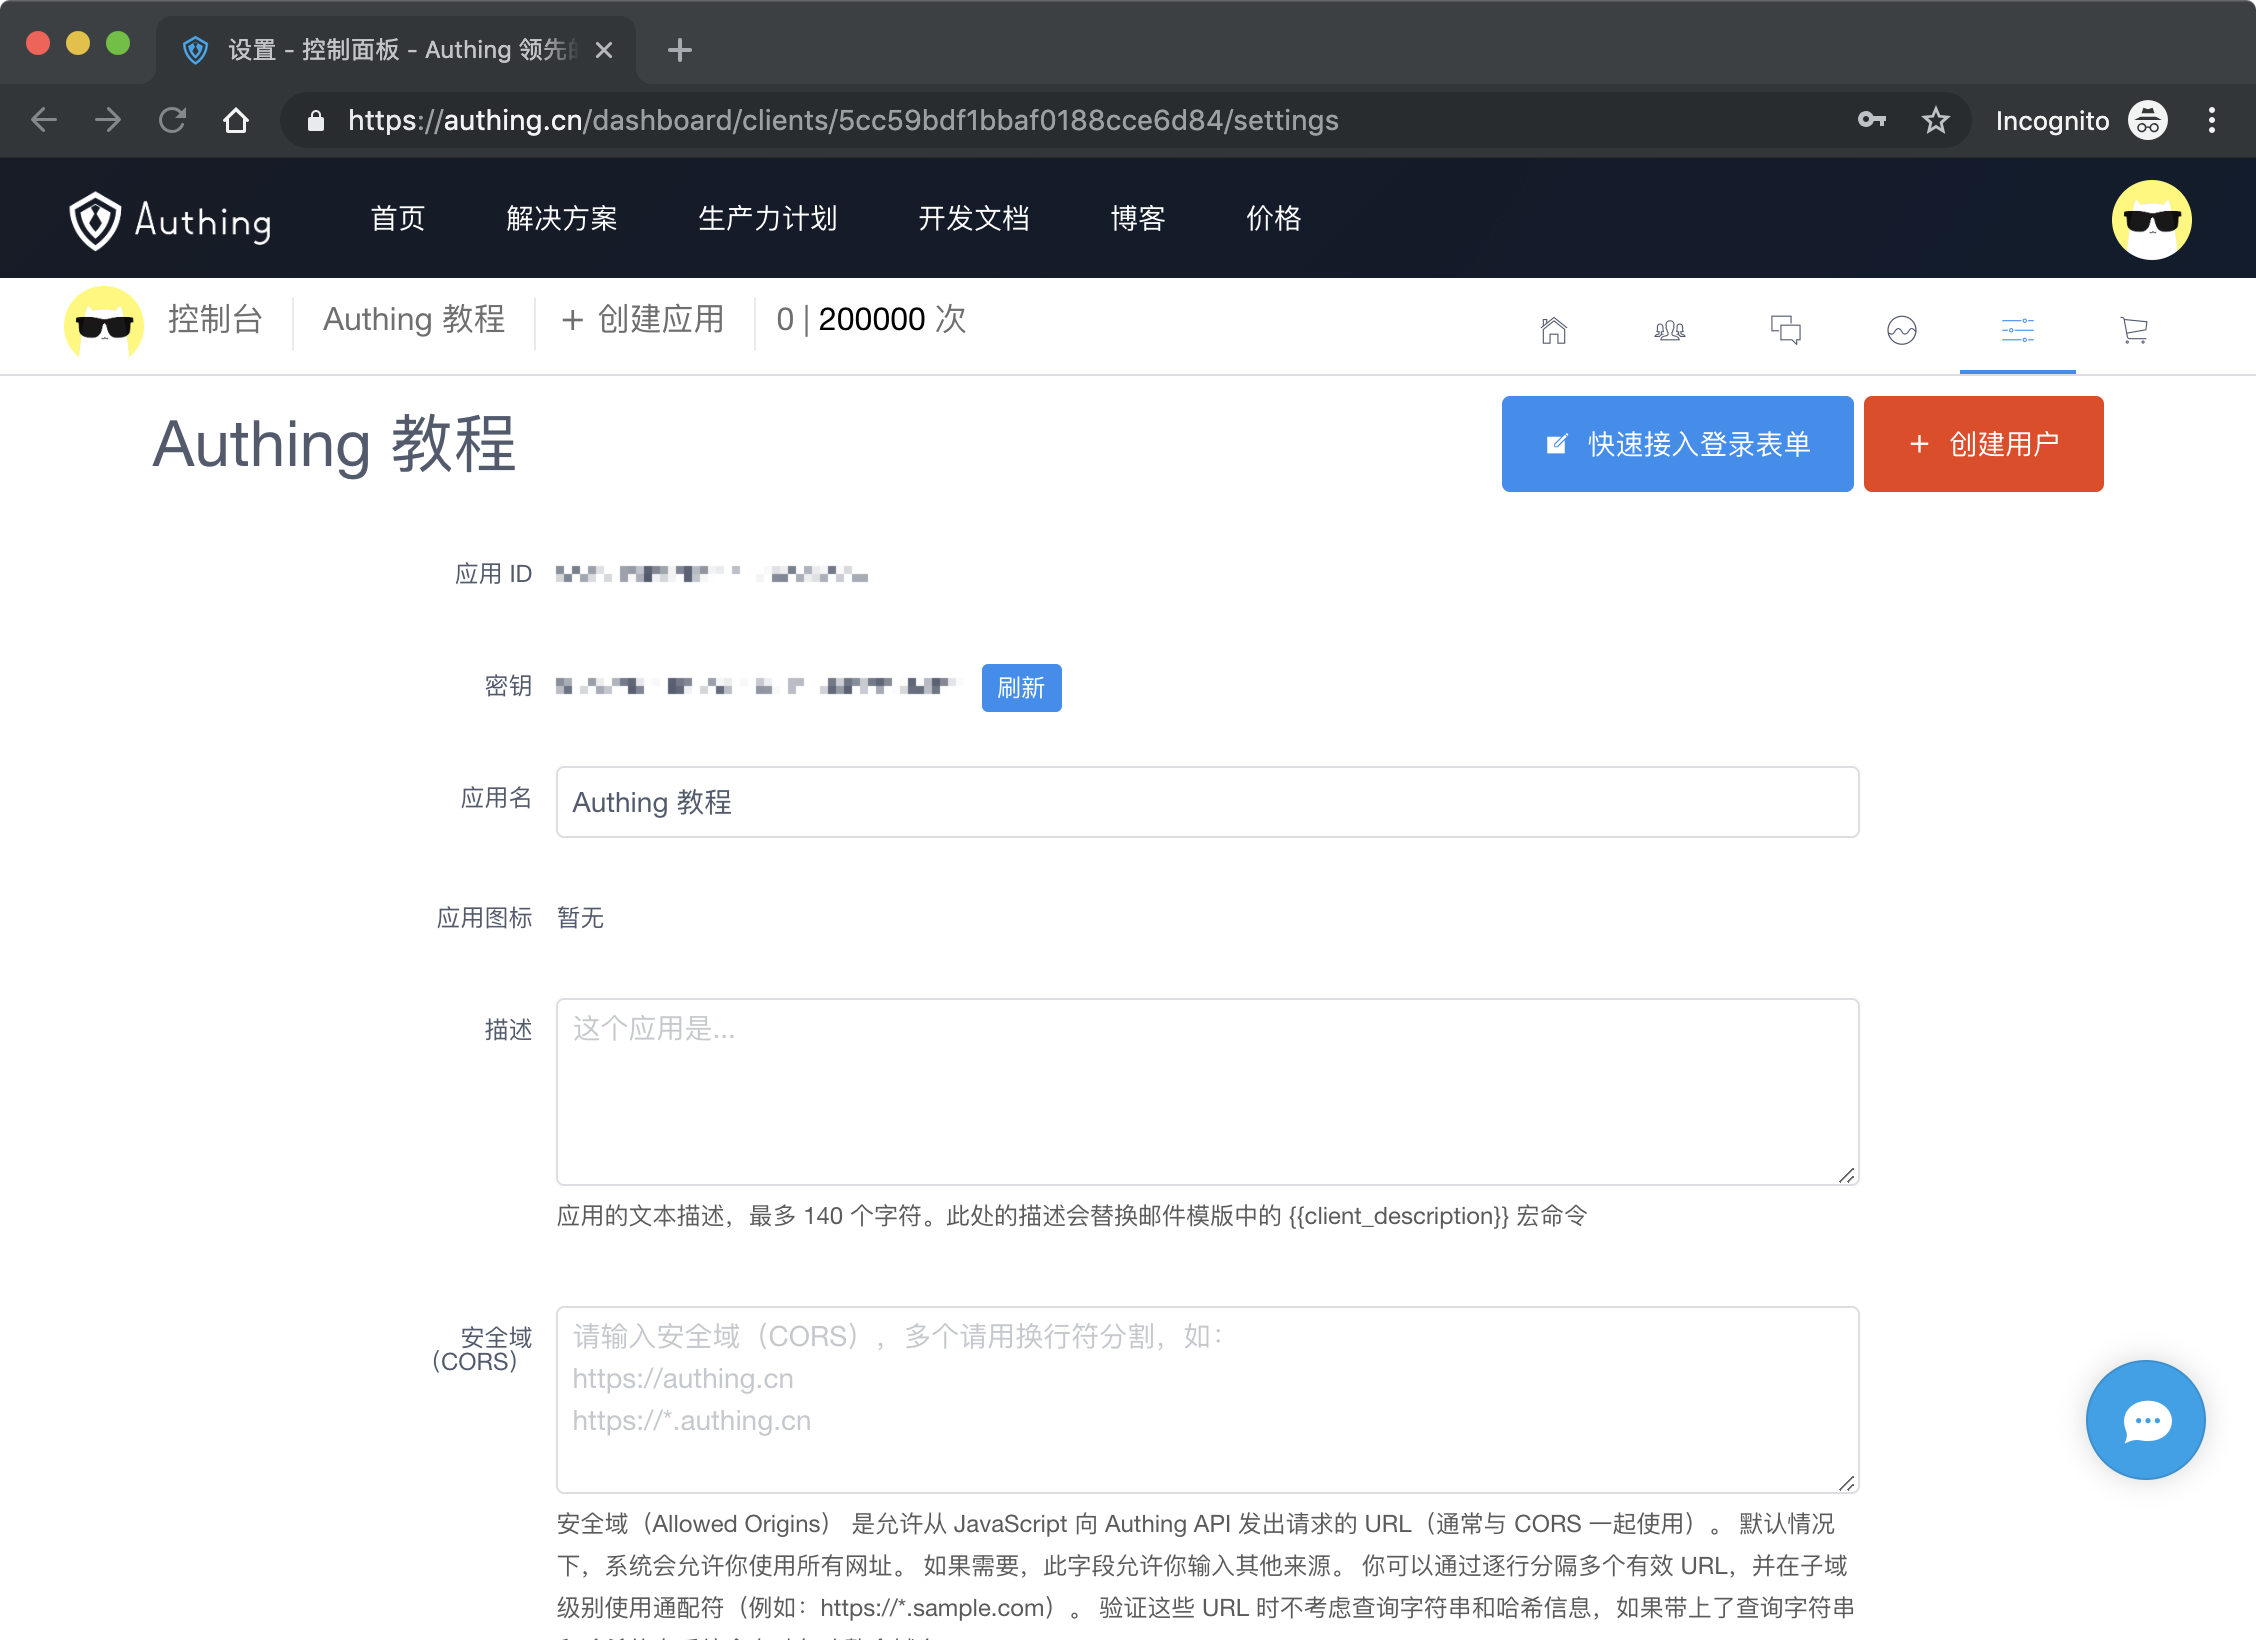 设置 - 控制面板 - Authing 领先
https://authing.cn/dashboard/clients/5cc59bdf1bbaf0188cce6d84/settings
Incognito
Authing 首页 解决方案 生产力计划 开发文档 博客 价格
控制台 Authing 教程 + 创建应用 0 | 200000 次
Authing 教程
快速接入登录表单
+ 创建用户
应用 ID
密钥
刷新
应用名
Authing 教程
应用图标 暂无
描述
这个应用是...
应用的文本描述，最多 140 个字符。此处的描述会替换邮件模版中的 {{client_description}} 宏命令
安全域
（CORS）
请输入安全域（CORS），多个请用换行符分割，如：
https://authing.cn
https://*.authing.cn
安全域（Allowed Origins） 是允许从 JavaScript 向 Authing API 发出请求的 URL（通常与 CORS 一起使用）。 默认情况
下，系统会允许你使用所有网址。 如果需要，此字段允许你输入其他来源。 你可以通过逐行分隔多个有效 URL，并在子域
级别使用通配符（例如：https://*.sample.com）。 验证这些 URL 时不考虑查询字符串和哈希信息，如果带上了查询字符串